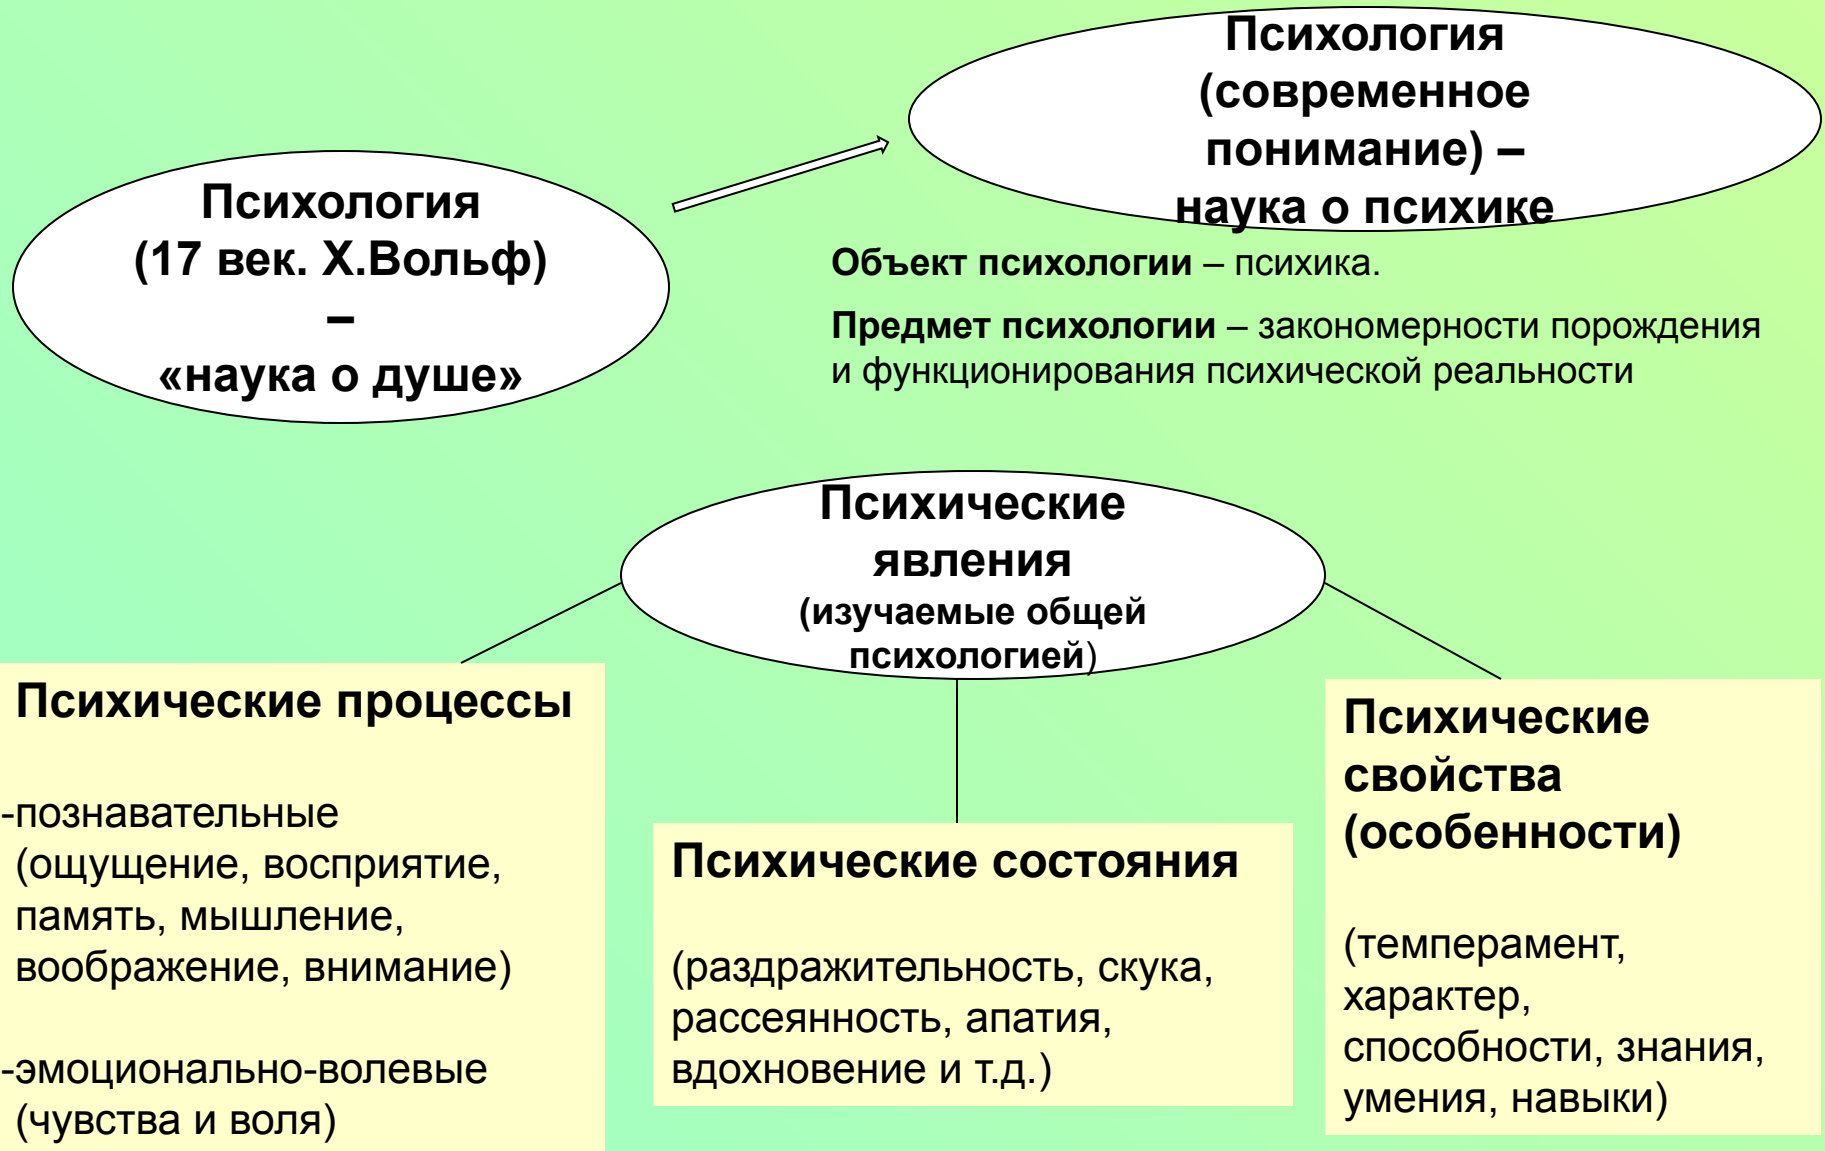 Психология
(17 век. Х.Вольф)
–
«наука о душе»
Психология
(современное
понимание) –
наука о психике
Объект психологии – психика.
Предмет психологии – закономерности порождения
и функционирования психической реальности
Психические
явления
(изучаемые общей
психологией)
Психические процессы
-познавательные
(ощущение, восприятие,
память, мышление,
воображение, внимание)
-эмоционально-волевые
(чувства и воля)
Психические состояния
(раздражительность, скука,
рассеянность, апатия,
вдохновение и т.д.)
Психические
свойства
(особенности)
(темперамент,
характер,
способности, знания,
умения, навыки)